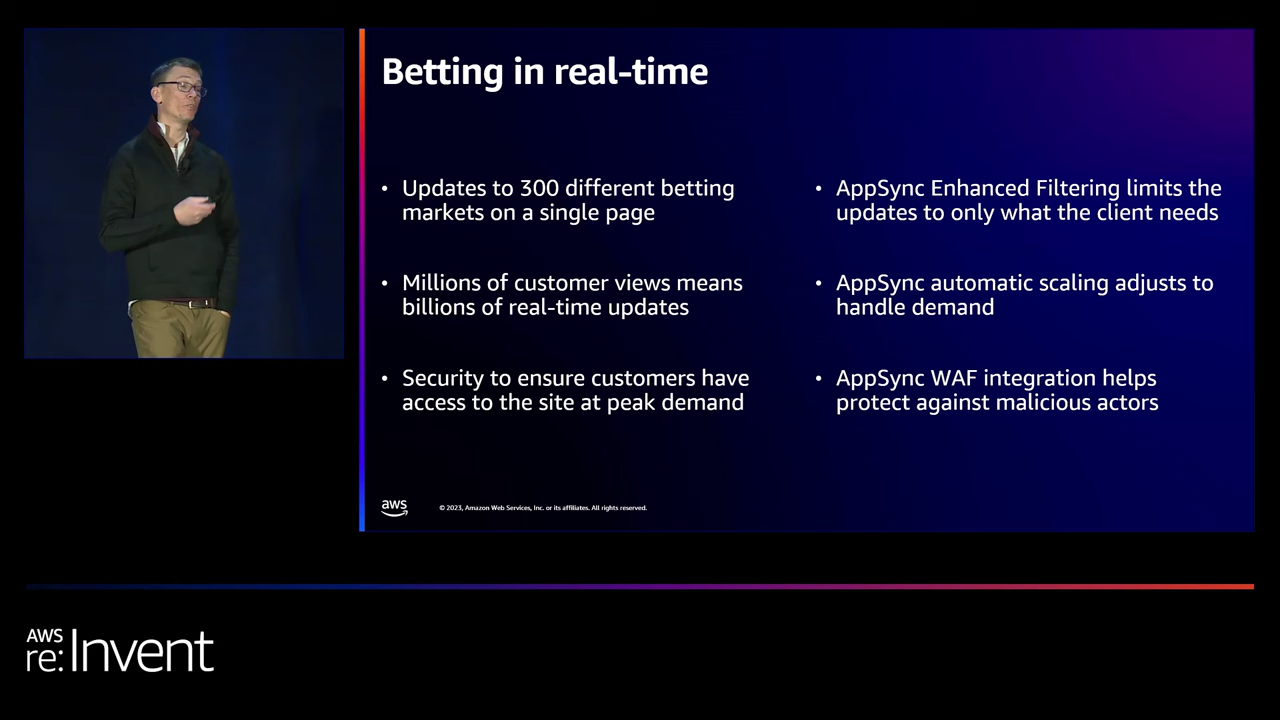 Betting in real-time
• Updates to 300 different betting
markets on a single page
• Millions of customer views means
billions of real-time updates
• Security to ensure customers have
access to the site at peak demand
• AppSync Enhanced Filtering limits the
updates to only what the client needs
• AppSync automatic scaling adjusts to
handle demand
• AppSync WAF integration helps
protect against malicious actors
aws
© 2023, Amazon Web Services, Inc. or its affiliates. All rights reserved.
AWS
re:Invent